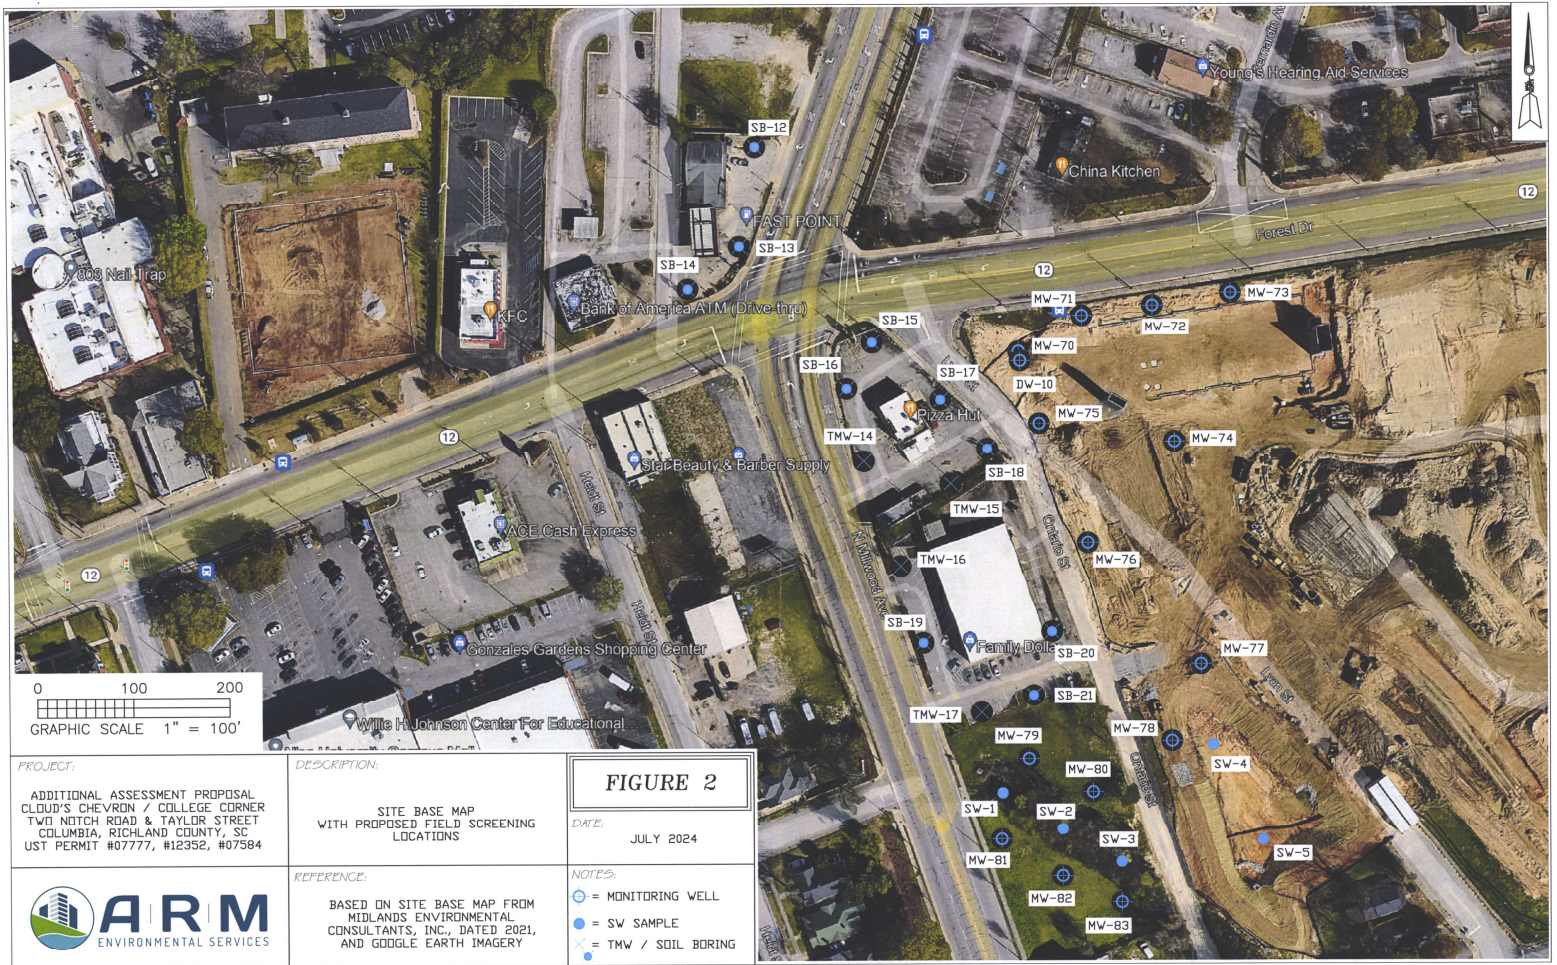 SB-12
Young's Hearing Aid Services
China Kitchen
12
Forest Dr
FAST POINT
SB-13
SB-14
803 Nail Trap
KFC
Bank of America ATM (Drive-thru)
12
MW-71
MW-73
MW-72
SB-15
MW-70
SB-16
SB-17
DW-10
Pizza Hut
MW-75
TMW-14
MW-74
12
Star Beauty & Barber Supply
SB-18
Heidt St
TMW-15
ACE Cash Express
Ontario St
N Millwood Ave
TMW-16
MW-76
12
Heidt St
SB-19
Gonzales Gardens Shopping Center
Family Dolla
SB-20
MW-77
Lyon St
SB-21
TMW-17
Willie H. Johnson Center For Educational...
MW-78
MW-79
SW-4
MW-80
Ontario St
SW-1
SW-2
SW-3
SW-5
MW-81
MW-82
MW-83
0 100 200
GRAPHIC SCALE 1" = 100'
PROJECT:
ADDITIONAL ASSESSMENT PROPOSAL
CLOUD'S CHEVRON / COLLEGE CORNER
TWO NOTCH ROAD & TAYLOR STREET
COLUMBIA, RICHLAND COUNTY, SC
UST PERMIT #07777, #12352, #07584
DESCRIPTION:
SITE BASE MAP
WITH PROPOSED FIELD SCREENING
LOCATIONS
FIGURE 2
DATE:
JULY 2024
ARM
ENVIRONMENTAL SERVICES
REFERENCE:
BASED ON SITE BASE MAP FROM
MIDLANDS ENVIRONMENTAL
CONSULTANTS, INC., DATED 2021,
AND GOOGLE EARTH IMAGERY
NOTES:
= MONITORING WELL
= SW SAMPLE
= TMW / SOIL BORING